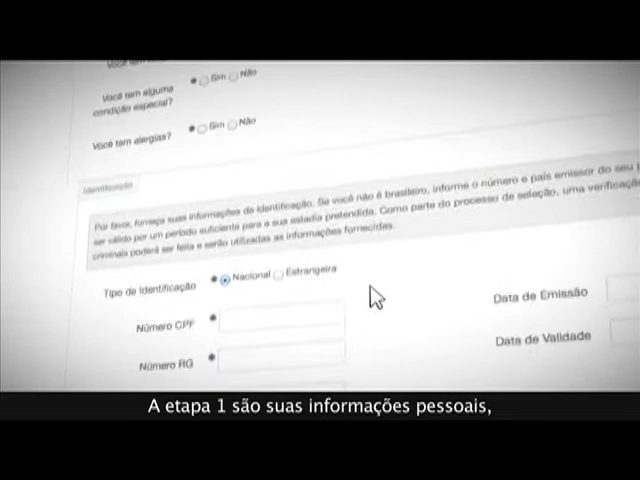 Você tem
Sim Não
Você tem alguma
condição especial?
Sim Não
Você tem alergias?
Identificação
Por favor, forneça suas informações de Identificação. Se você não é brasileiro, informe o número e país emissor do seu
ser válido por um período suficiente para a sua estadia pretendida. Como parte do processo de seleção, uma verificação
criminais poderá ser feita e serão utilizadas as informações fornecidas.
Tipo de Identificação * Nacional Estrangeira
Número CPF *
Data de Emissão
Número RG *
Data de Validade
A etapa 1 são suas informações pessoais,